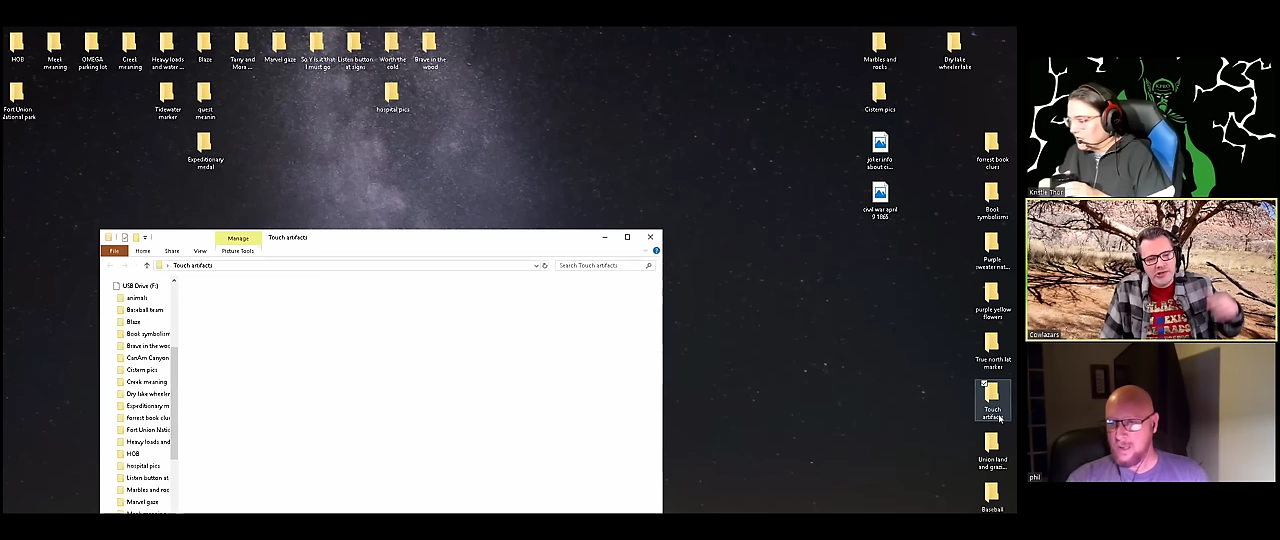 HOB
Meek
meaning
OMEGA
parking lot
Creek
meaning
Heavy loads
and water ...
Blaze
Tarry and
Mora ...
Marvel gaze
So Y is it that
I must go
Listen button
at signs
Worth the
cold
Brave in the
wood
Marbles and
rocks
Dry lake
wheeler lake
Fort Union
National park
Tidewater
marker
quest
meanin
hospital pics
Cistern pics
Expeditionary
medal
joker info
about ci...
forrest book
clues
civil war april
9 1865
Book
symbolisms
Purple
sweater nat...
purple yellow
flowers
True north lat
marker
Touch
artifacts
Union land
and grazi...
Baseball
Manage
Touch artifacts
File
Home
Share
View
Picture Tools
Touch artifacts
Search Touch artifacts
USB Drive (F:)
animals
Baseball team
Blaze
Book symbolism
Brave in the woo
CanAm Canyon
Cistern pics
Creek meaning
Dry lake wheeler
Expeditionary m
forrest book clue
Fort Union Natio
Heavy loads and
HOB
hospital pics
Listen button at
Marbles and roc
Marvel gaze
Kristie Thor
Cowlazars
phil